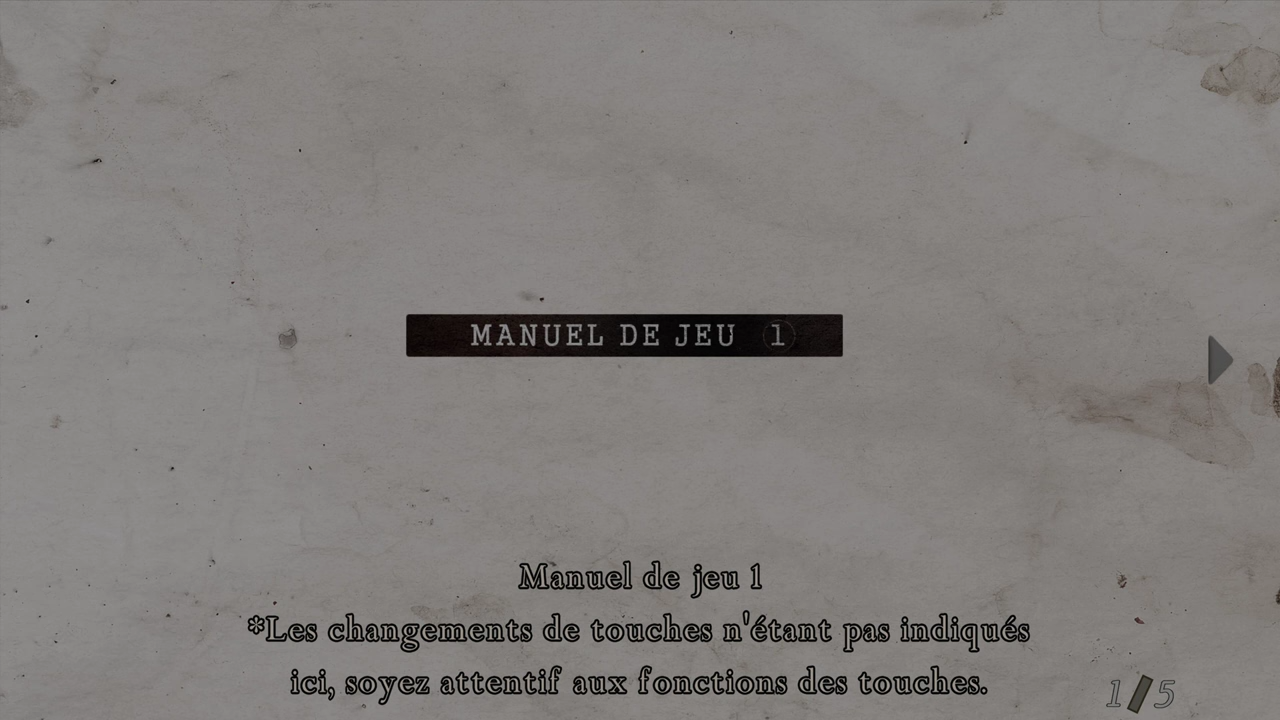 MANUEL DE JEU 1
Manuel de jeu 1
*Les changements de touches n'étant pas indiqués
ici, soyez attentif aux fonctions des touches.
1/5